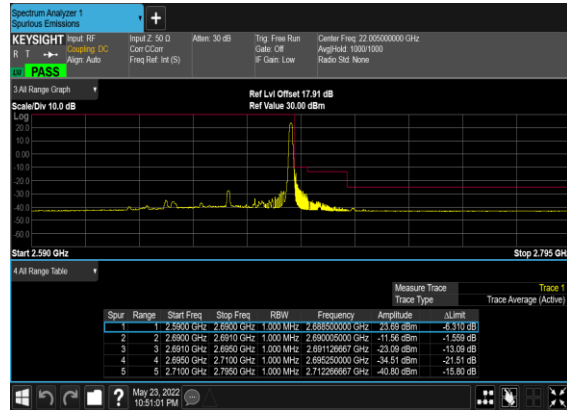 Spectrum Analyzer 1
Spurious Emissions
KEYSIGHT Input: RF Input Z: 50 Ω Atten: 30 dB Trig: Free Run Center Freq: 22.005000000 GHz
R T Coupling: DC Corr CCorr Gate: Off Avg|Hold: 1000/1000
Align: Auto Freq Ref: Int (S) IF Gain: Low Radio Std: None
LXI PASS
3 All Range Graph
Ref Lvl Offset 17.91 dB
Scale/Div 10.0 dB Ref Value 30.00 dBm
Log
20.0
10.0
0.00
-10.0
-20.0
-30.0
-40.0
-50.0
-60.0
Start 2.590 GHz Stop 2.795 GH
4 All Range Table
Measure Trace Trace 1
Trace Type Trace Average (Active)
Spur Range Start Freq Stop Freq RBW Frequency Amplitude ΔLimit
1 1 2.5900 GHz 2.6900 GHz 1.000 MHz 2.688500000 GHz 23.69 dBm -6.310 dB
2 2 2.6900 GHz 2.6910 GHz 1.000 MHz 2.690005000 GHz -11.56 dBm -1.559 dB
3 3 2.6910 GHz 2.6950 GHz 1.000 MHz 2.691126667 GHz -23.09 dBm -13.09 dB
4 4 2.6950 GHz 2.7100 GHz 1.000 MHz 2.695250000 GHz -34.51 dBm -21.51 dB
5 5 2.7100 GHz 2.7950 GHz 1.000 MHz 2.712266667 GHz -40.80 dBm -15.80 dB
? May 23, 2022
10:51:01 PM